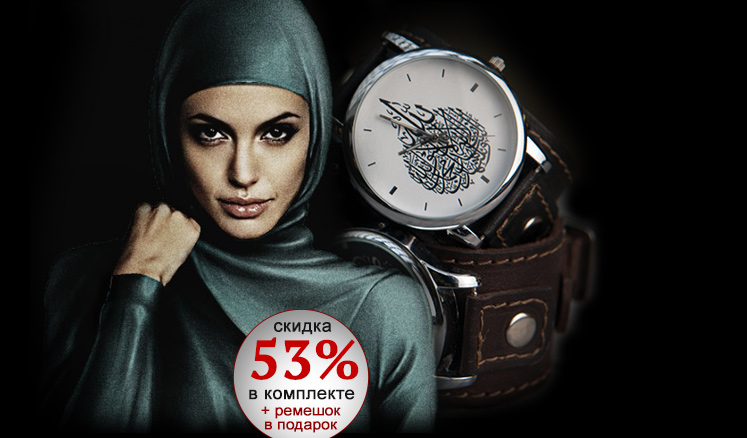 скидка
53%
в комплекте
+ ремешок
в подарок